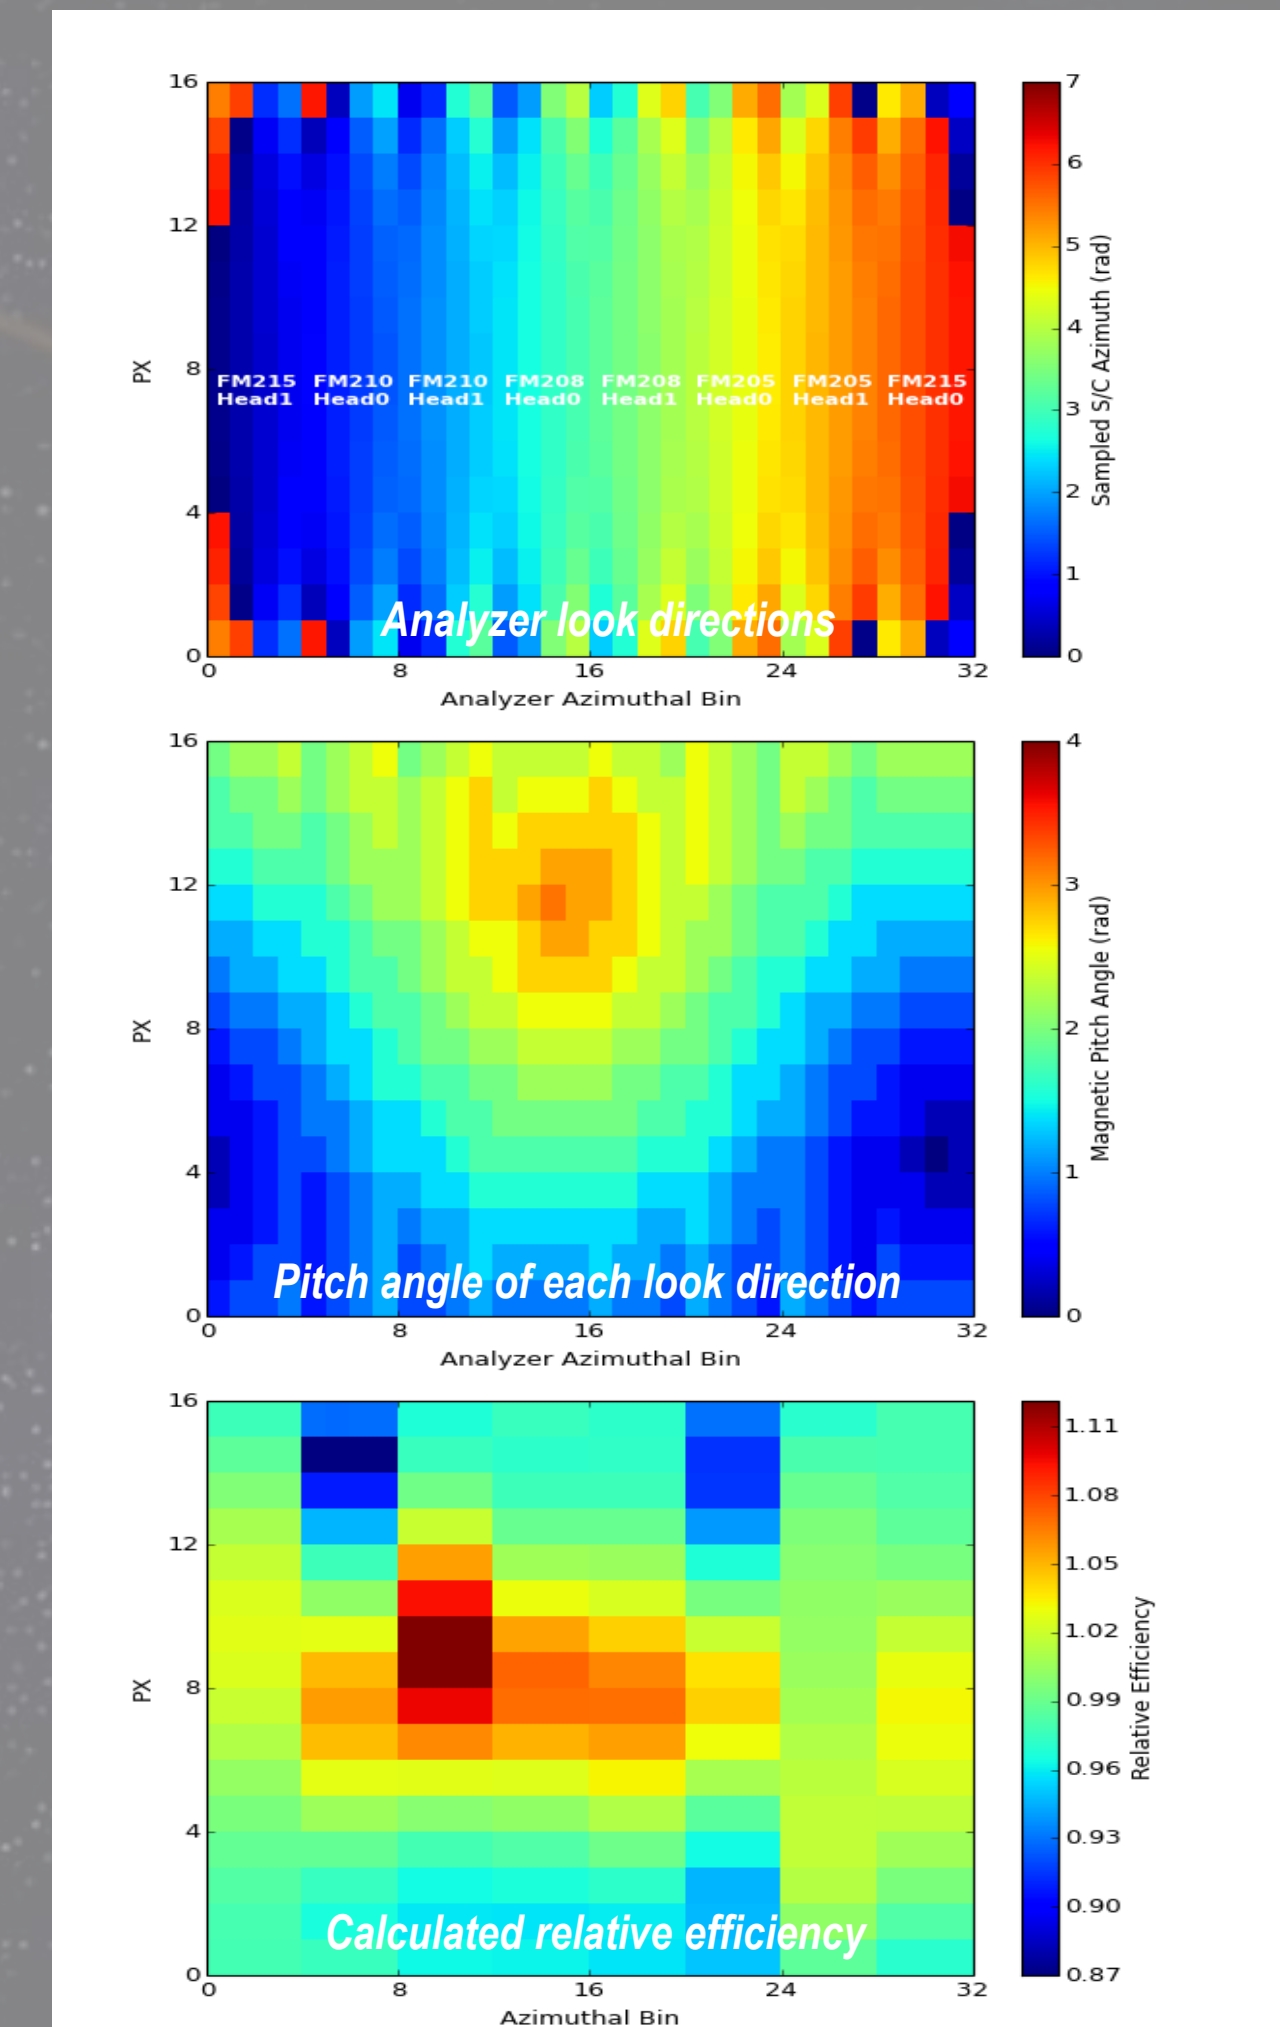 16
12
8
4
0
PX
FM215 FM210 FM210 FM208 FM208 FM205 FM205 FM215
Head1 Head0 Head1 Head0 Head1 Head0 Head1 Head0
Analyzer look directions
0 8 16 24 32
Analyzer Azimuthal Bin
7
6
5
4
3
2
1
0
Sampled S/C Azimuth (rad)
16
12
8
4
0
PX
Pitch angle of each look direction
0 8 16 24 32
Analyzer Azimuthal Bin
4
3
2
1
0
Magnetic Pitch Angle (rad)
16
12
8
4
0
PX
Calculated relative efficiency
0 8 16 24 32
Azimuthal Bin
1.11
1.08
1.05
1.02
0.99
0.96
0.93
0.90
0.87
Relative Efficiency